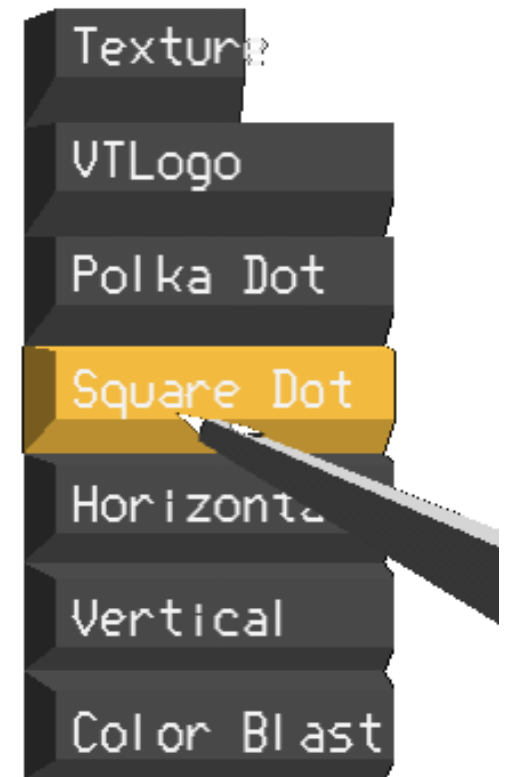 Texture
VTLogo
Polka Dot
Square Dot
Horizonta
Vertical
Color Blast